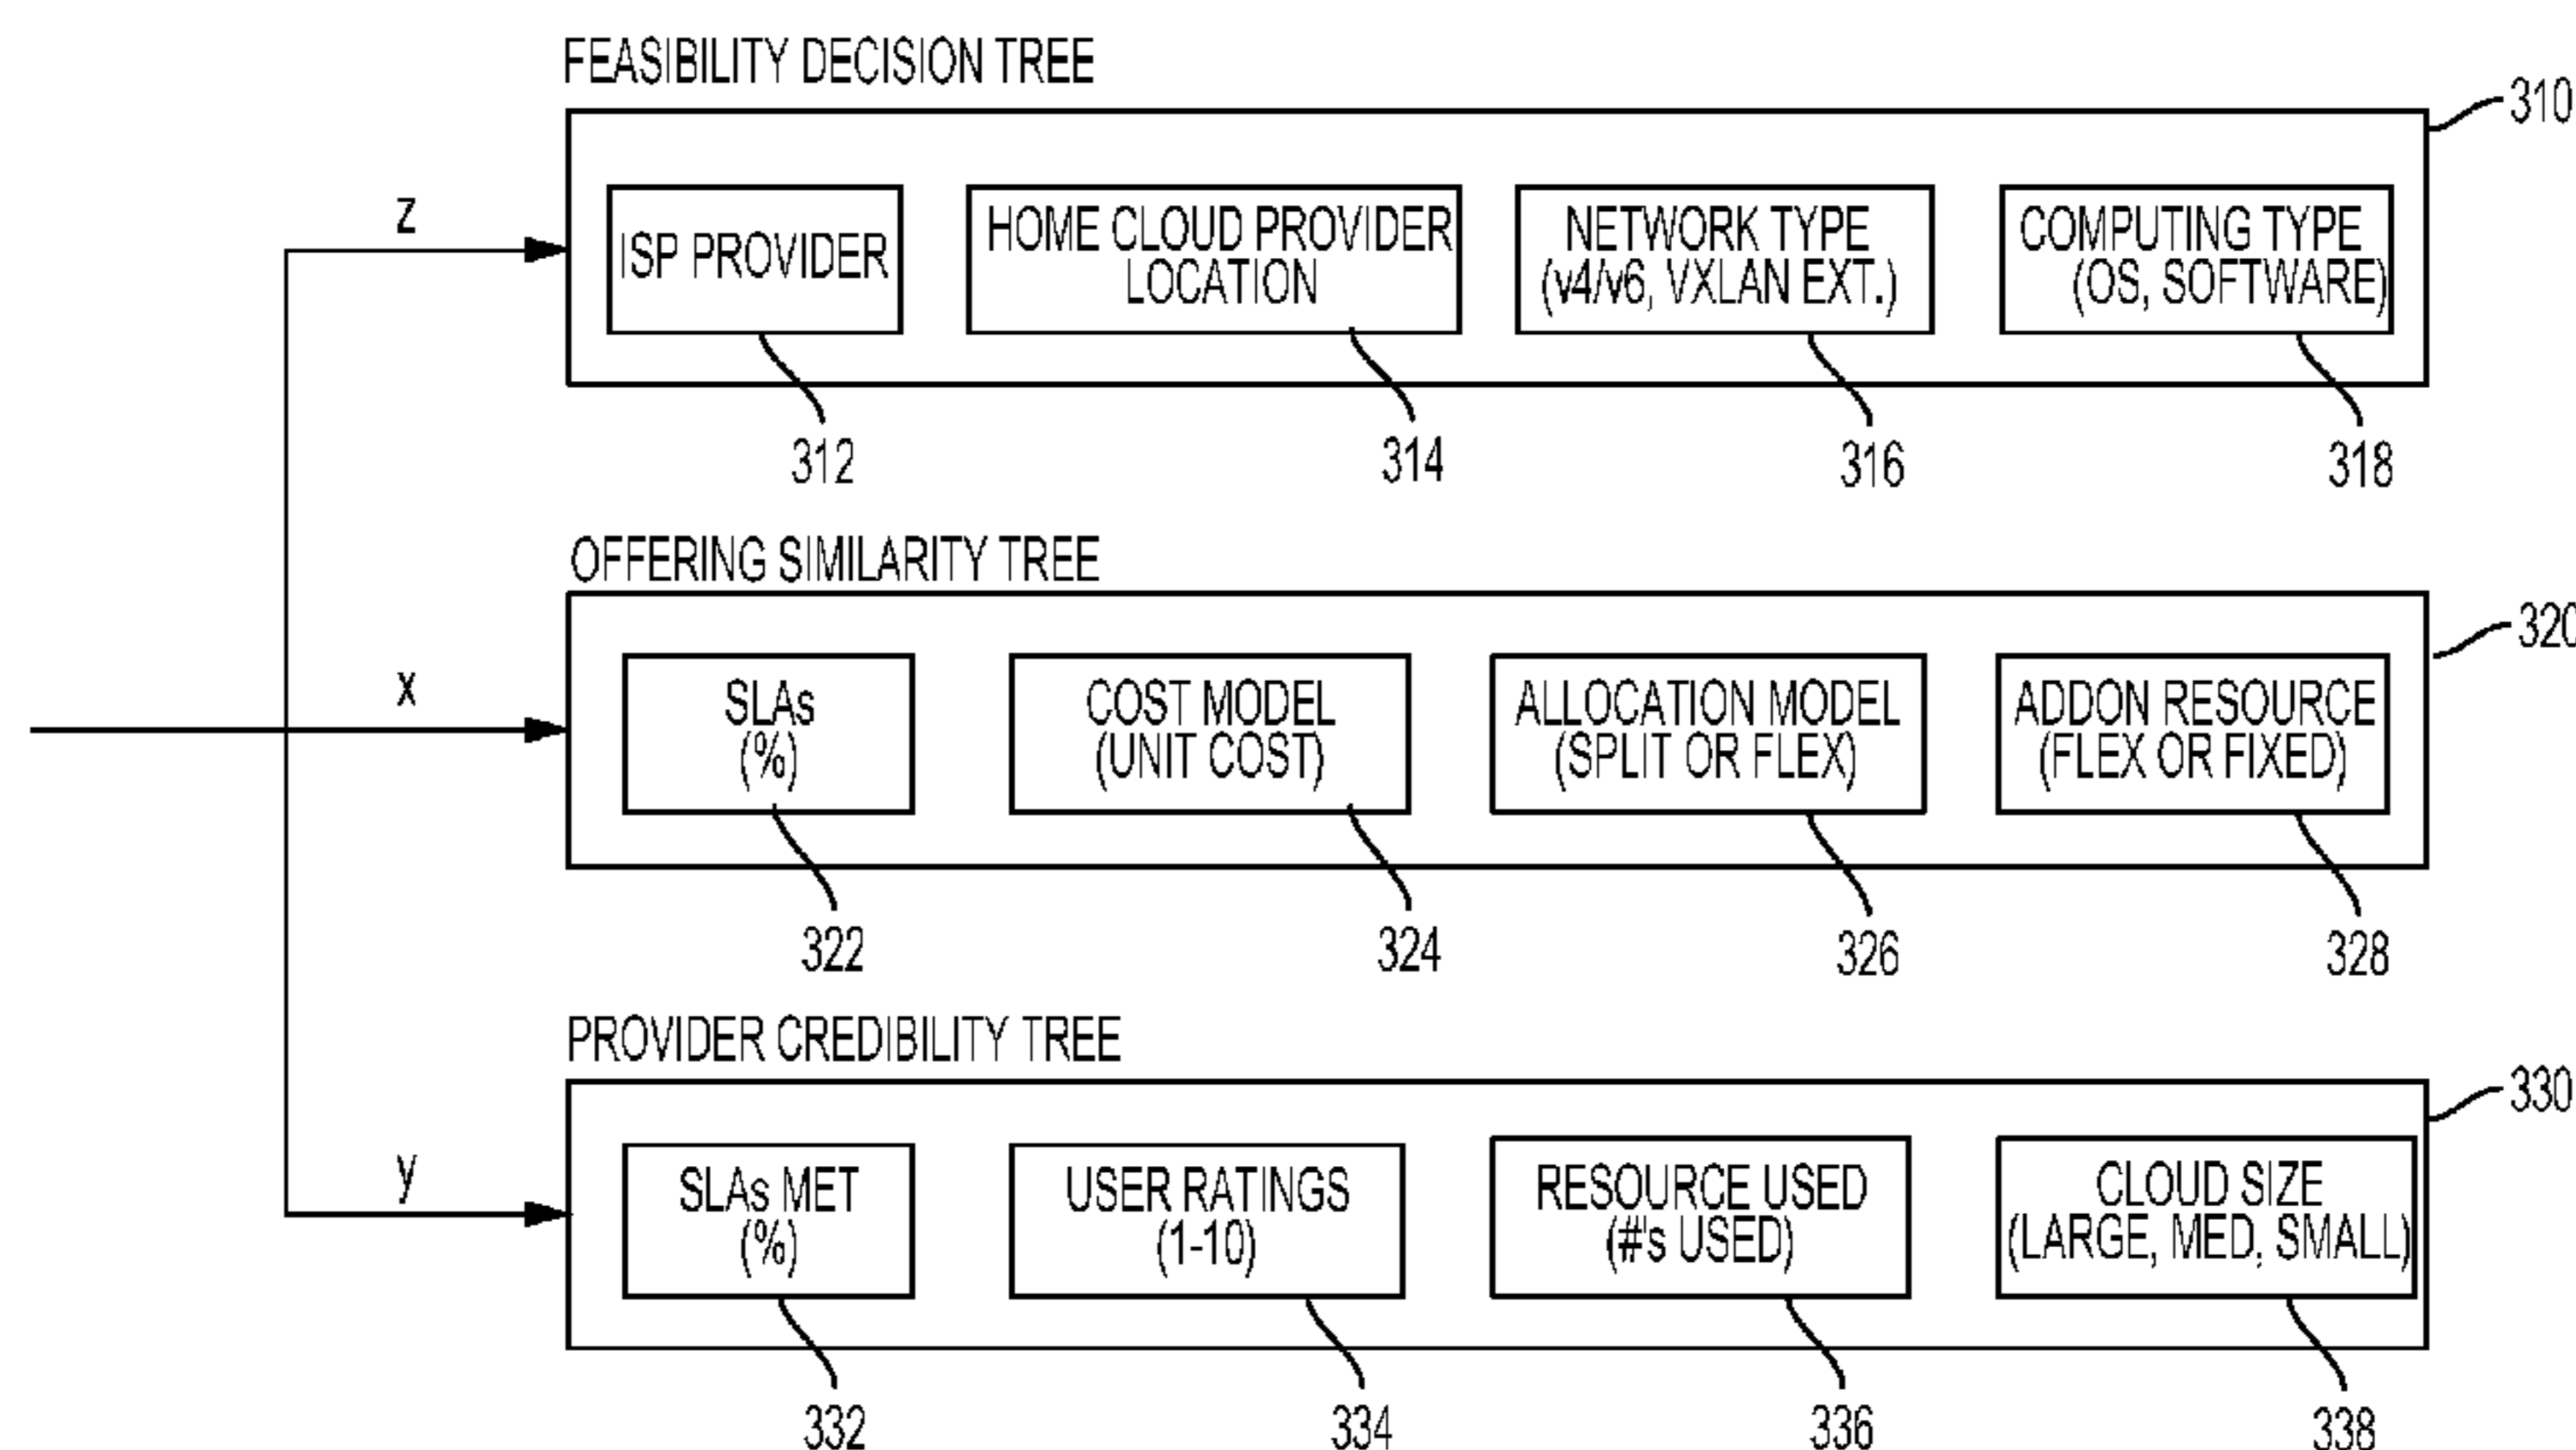 FEASIBILITY DECISION TREE
310
z
ISP PROVIDER
HOME CLOUD PROVIDER
LOCATION
NETWORK TYPE
(v4/v6, VXLAN EXT.)
COMPUTING TYPE
(OS, SOFTWARE)
312
314
316
318
OFFERING SIMILARITY TREE
320
x
SLAs
(%)
COST MODEL
(UNIT COST)
ALLOCATION MODEL
(SPLIT OR FLEX)
ADDON RESOURCE
(FLEX OR FIXED)
322
324
326
328
PROVIDER CREDIBILITY TREE
330
y
SLAs MET
(%)
USER RATINGS
(1-10)
RESOURCE USED
(#'s USED)
CLOUD SIZE
(LARGE, MED, SMALL)
332
334
336
338